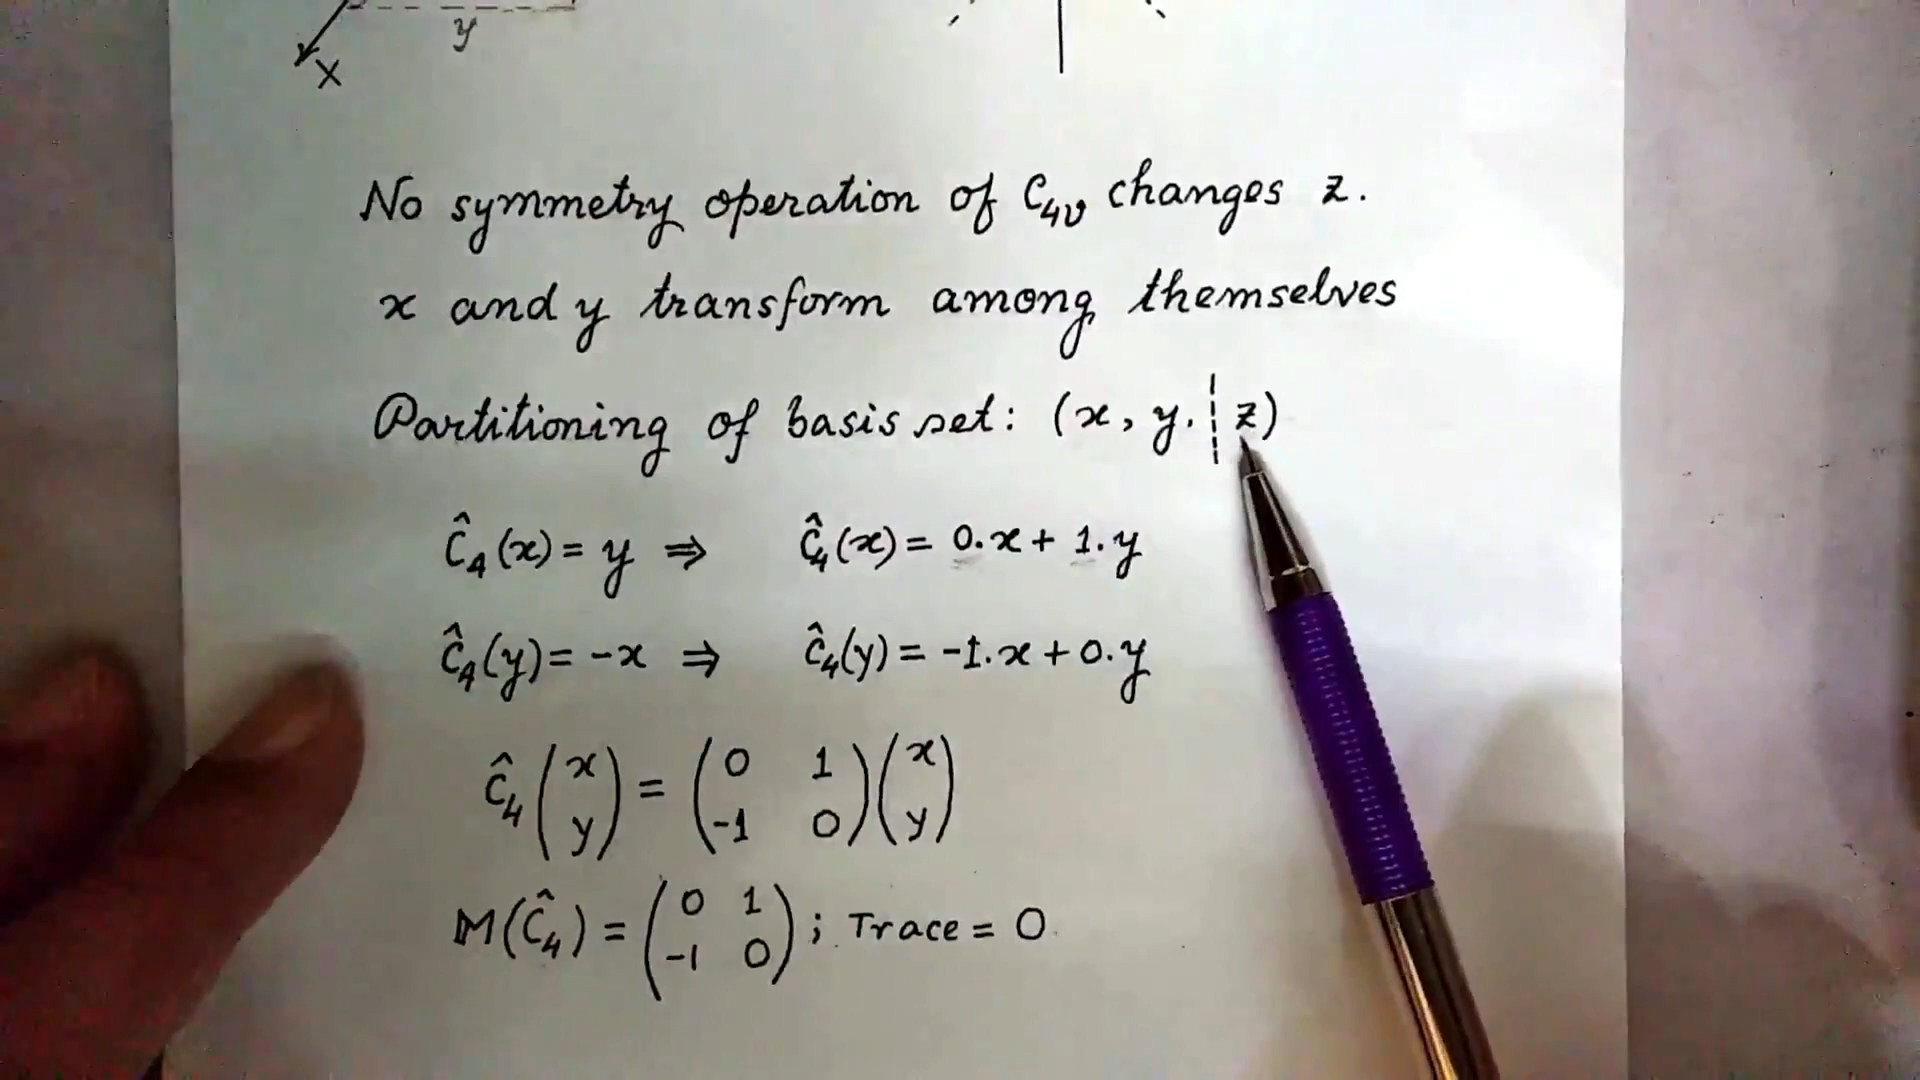 y
X
No symmetry operation of C₄ᵥ changes z.
x and y transform among themselves
Partitioning of basis set: (x, y. ¦ z)
Ĉ₄(x) = y ⇒ Ĉ₄(x) = 0.x + 1.y
Ĉ₄(y) = -x ⇒ Ĉ₄(y) = -1.x + 0.y
Ĉ₄ (x y) = (0 1 -1 0) (x y)
M(Ĉ₄) = (0 1 -1 0) ; Trace = 0